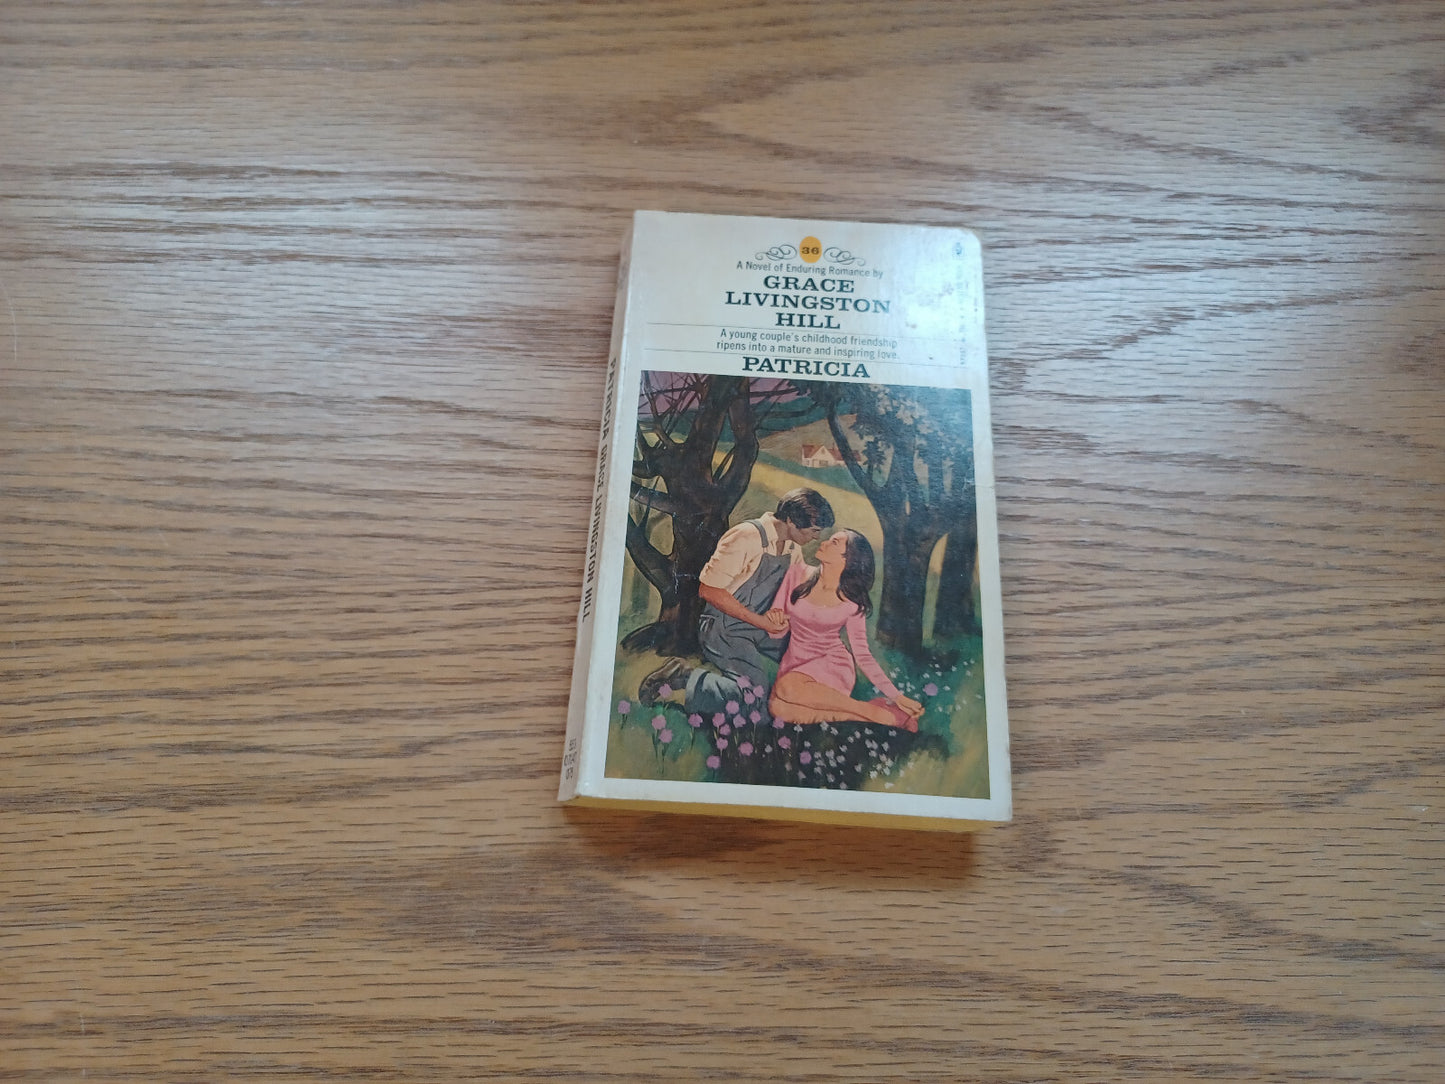 36
A Novel of Enduring Romance by
GRACE
LIVINGSTON
HILL
A young couple's childhood friendship
ripens into a mature and inspiring love.
PATRICIA
PATRICIA GRACE LIVINGSTON HILL